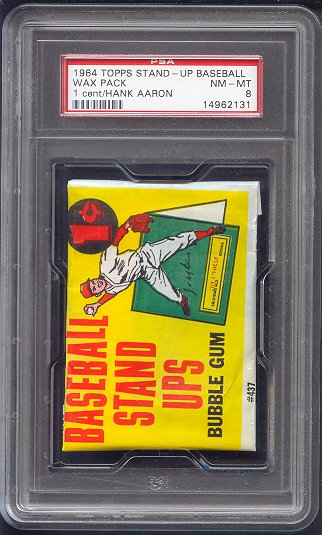 PSA
1964 TOPPS STAND-UP BASEBALL
WAX PACK NM-MT
1 cent/HANK AARON 8
14962131
1¢
BASEBALL
STAND
UPS
BUBBLE GUM
#437